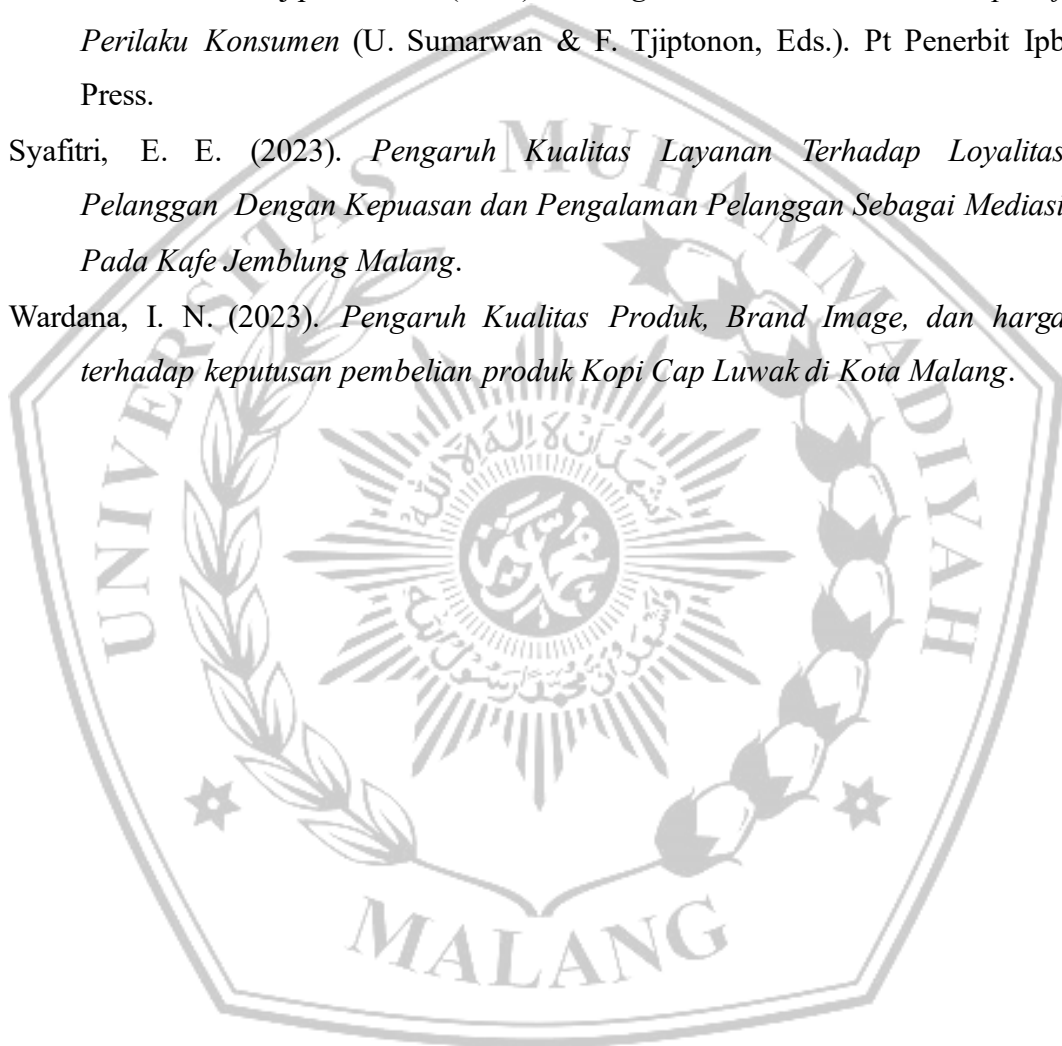 Perilaku Konsumen (U. Sumarwan & F. Tjiptonon, Eds.). Pt Penerbit Ipb
Press.
Syafitri, E. E. (2023). Pengaruh Kualitas Layanan Terhadap Loyalitas
Pelanggan Dengan Kepuasan dan Pengalaman Pelanggan Sebagai Mediasi
Pada Kafe Jemblung Malang.
Wardana, I. N. (2023). Pengaruh Kualitas Produk, Brand Image, dan harga
terhadap keputusan pembelian produk Kopi Cap Luwak di Kota Malang.
UNIVERSITAS MUHAMMADIYAH
MALANG